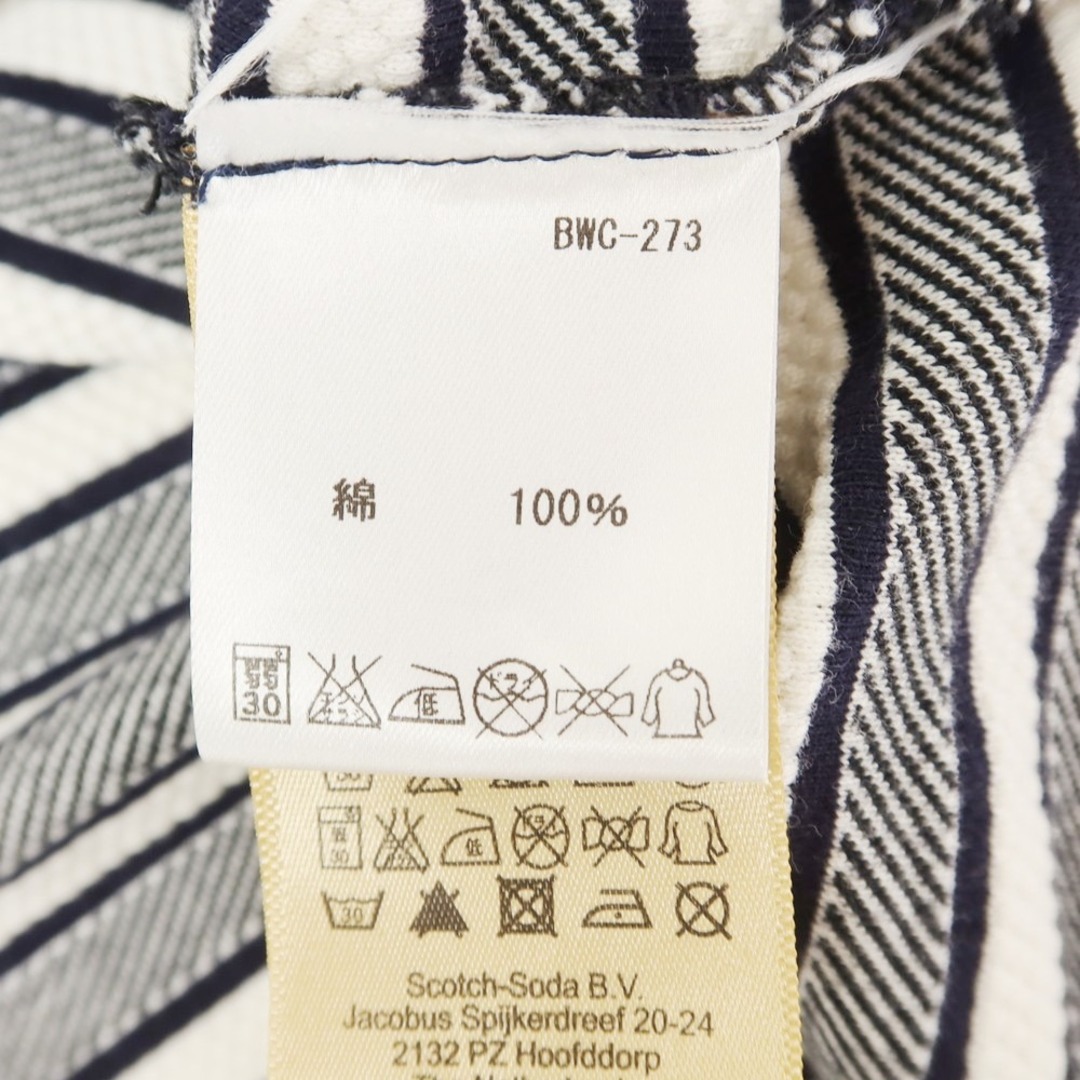 BWC-273
綿 100%
30 低
30 低
30
Scotch-Soda B.V.
Jacobus Spijkerdreef 20-24
2132 PZ Hoofddorp